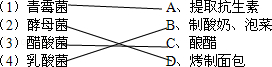 （1）青霉菌 A、提取抗生素
（2）酵母菌 B、制酸奶、泡菜
（3）醋酸菌 C、酿醋
（4）乳酸菌 D、烤制面包